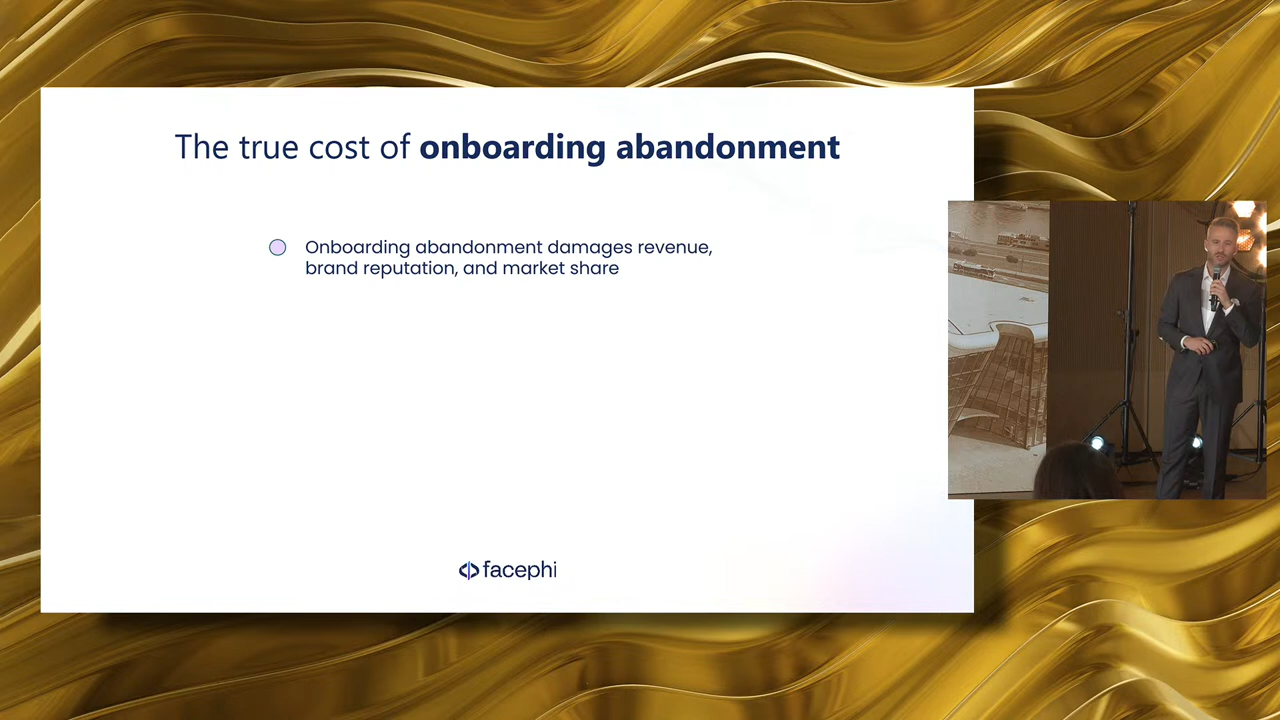 The true cost of onboarding abandonment
Onboarding abandonment damages revenue,
brand reputation, and market share
facephi